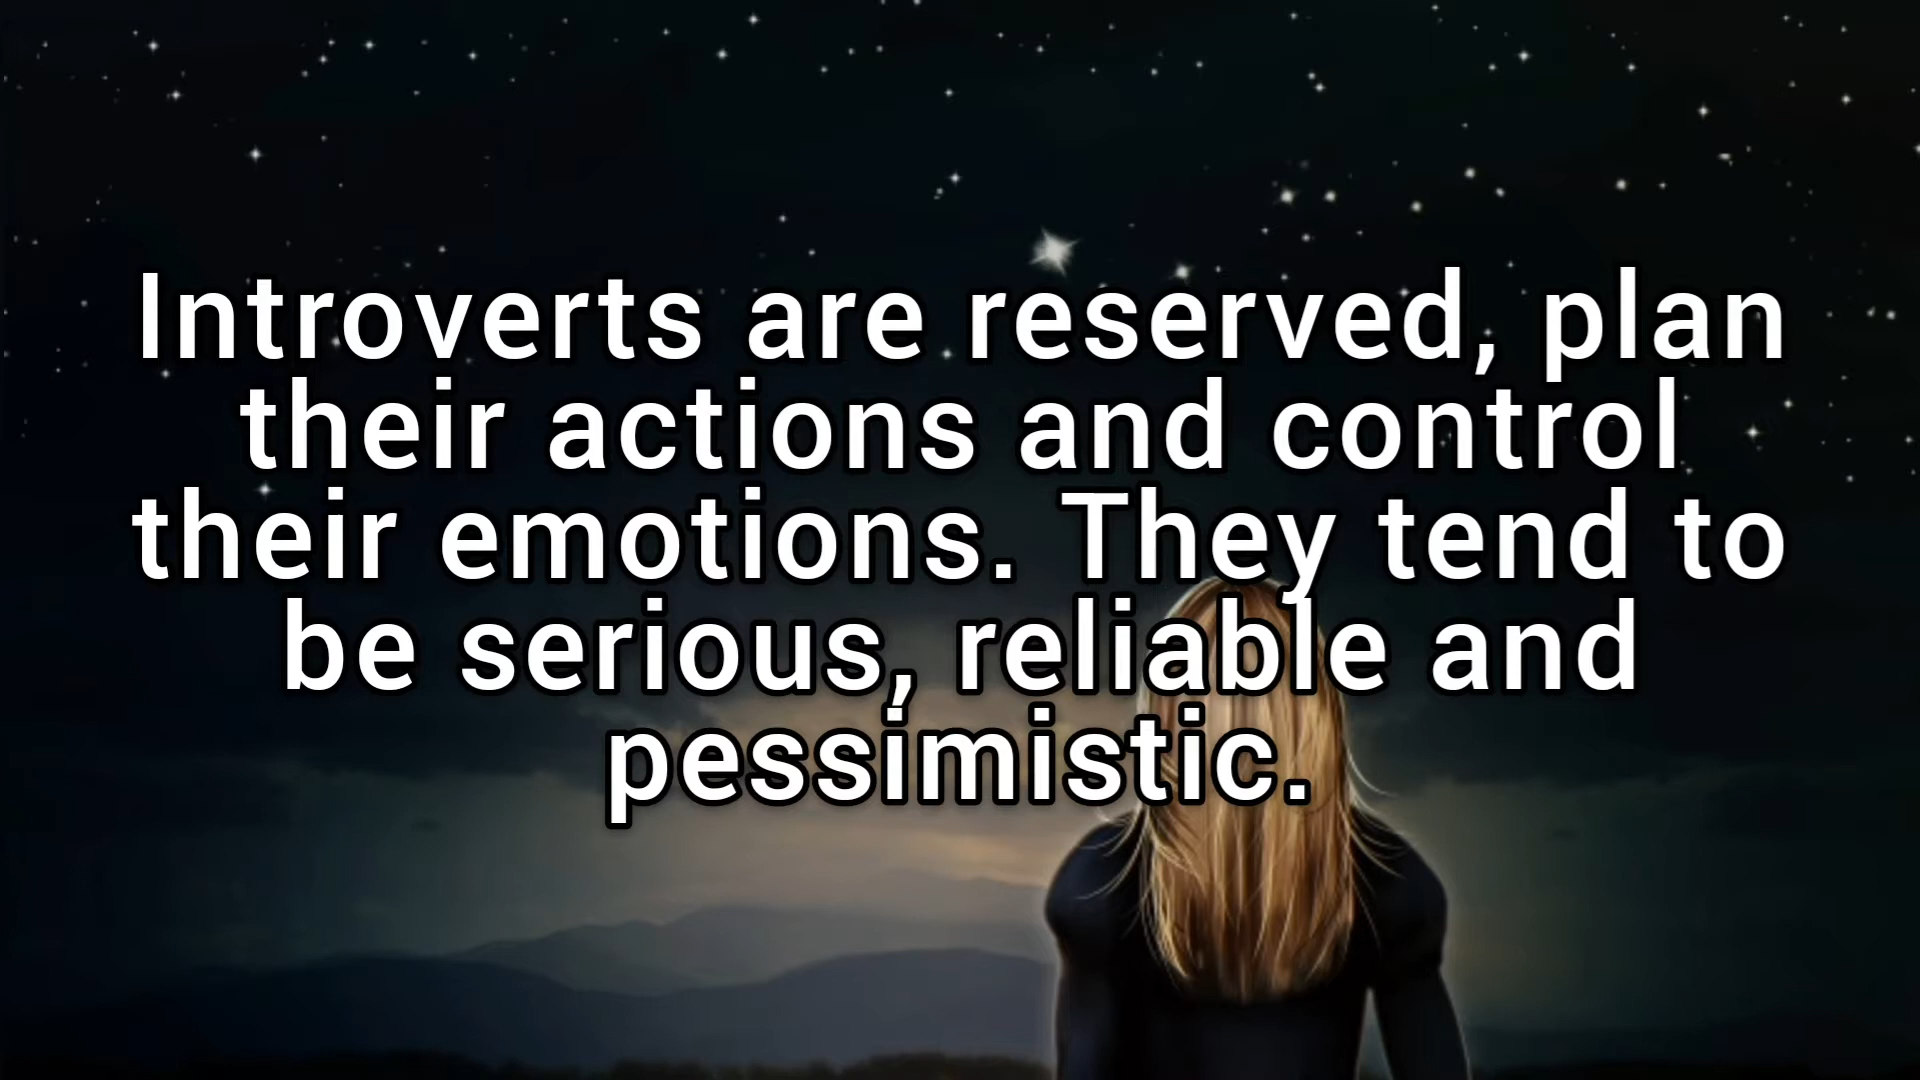 Introverts are reserved, plan
their actions and control
their emotions. They tend to
be serious, reliable and
pessimistic.